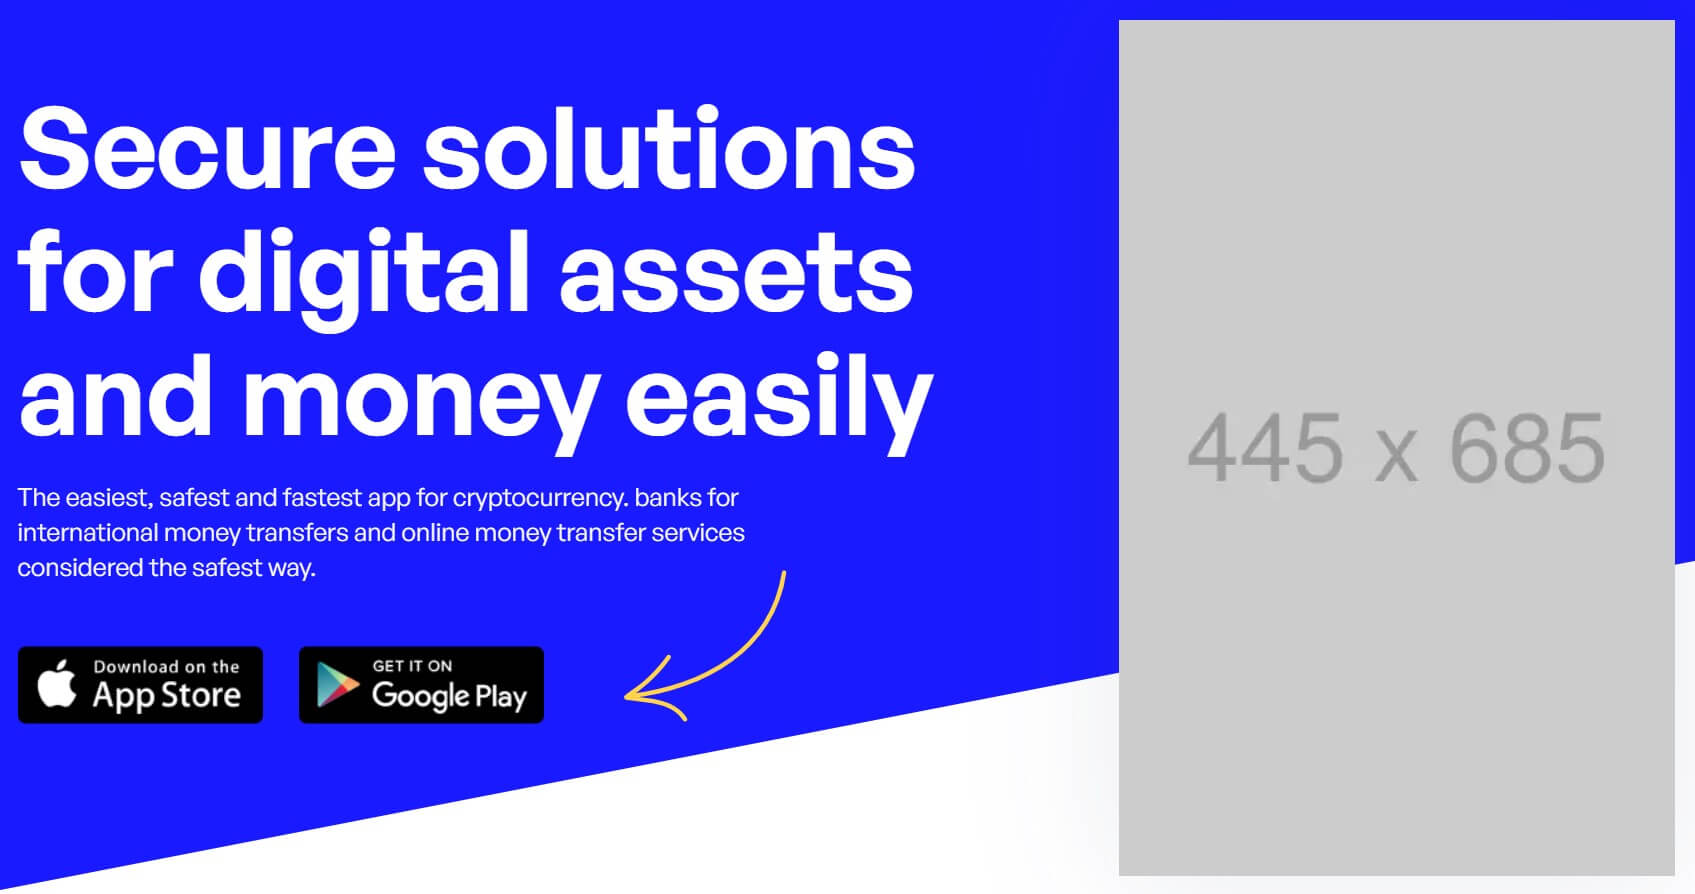 Secure solutions
for digital assets
and money easily
The easiest, safest and fastest app for cryptocurrency. banks for
international money transfers and online money transfer services
considered the safest way.
Download on the
App Store
GET IT ON
Google Play
445 x 685